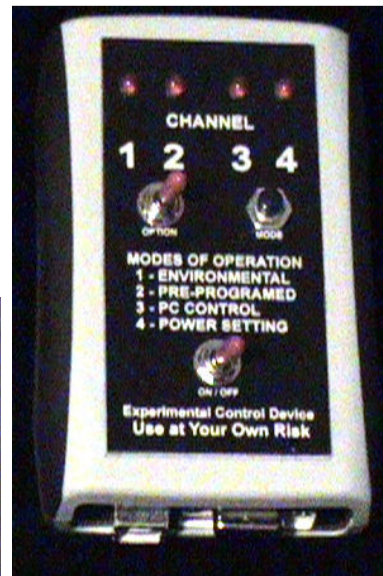 CHANNEL
1 2 3 4
OPTION MODE
MODES OF OPERATION
1 - ENVIRONMENTAL
2 - PRE-PROGRAMED
3 - PC CONTROL
4 - POWER SETTING
ON / OFF
Experimental Control Device
Use at Your Own Risk